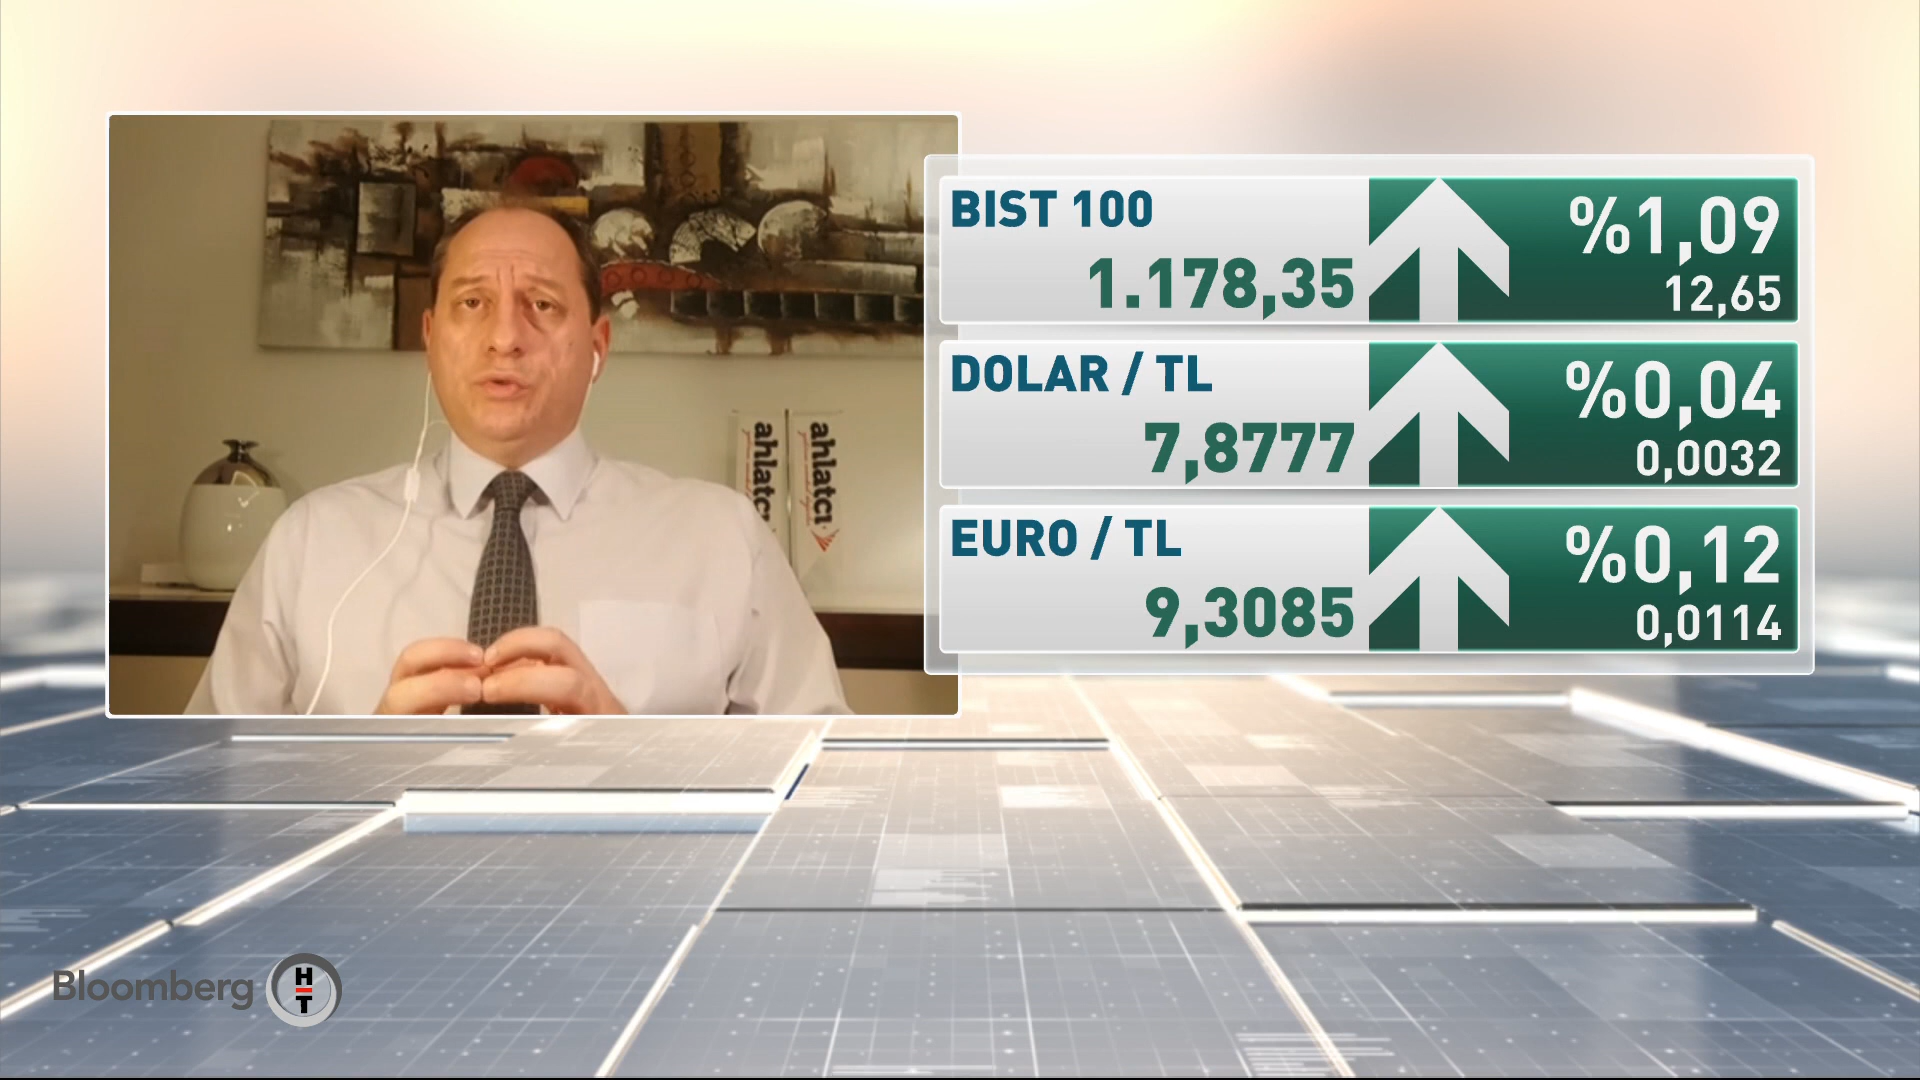 BIST 100
1.178,35
%1,09
12,65
DOLAR / TL
7,8777
%0,04
0,0032
EURO / TL
9,3085
%0,12
0,0114
ahlatcı
ahlatcı
Bloomberg HT